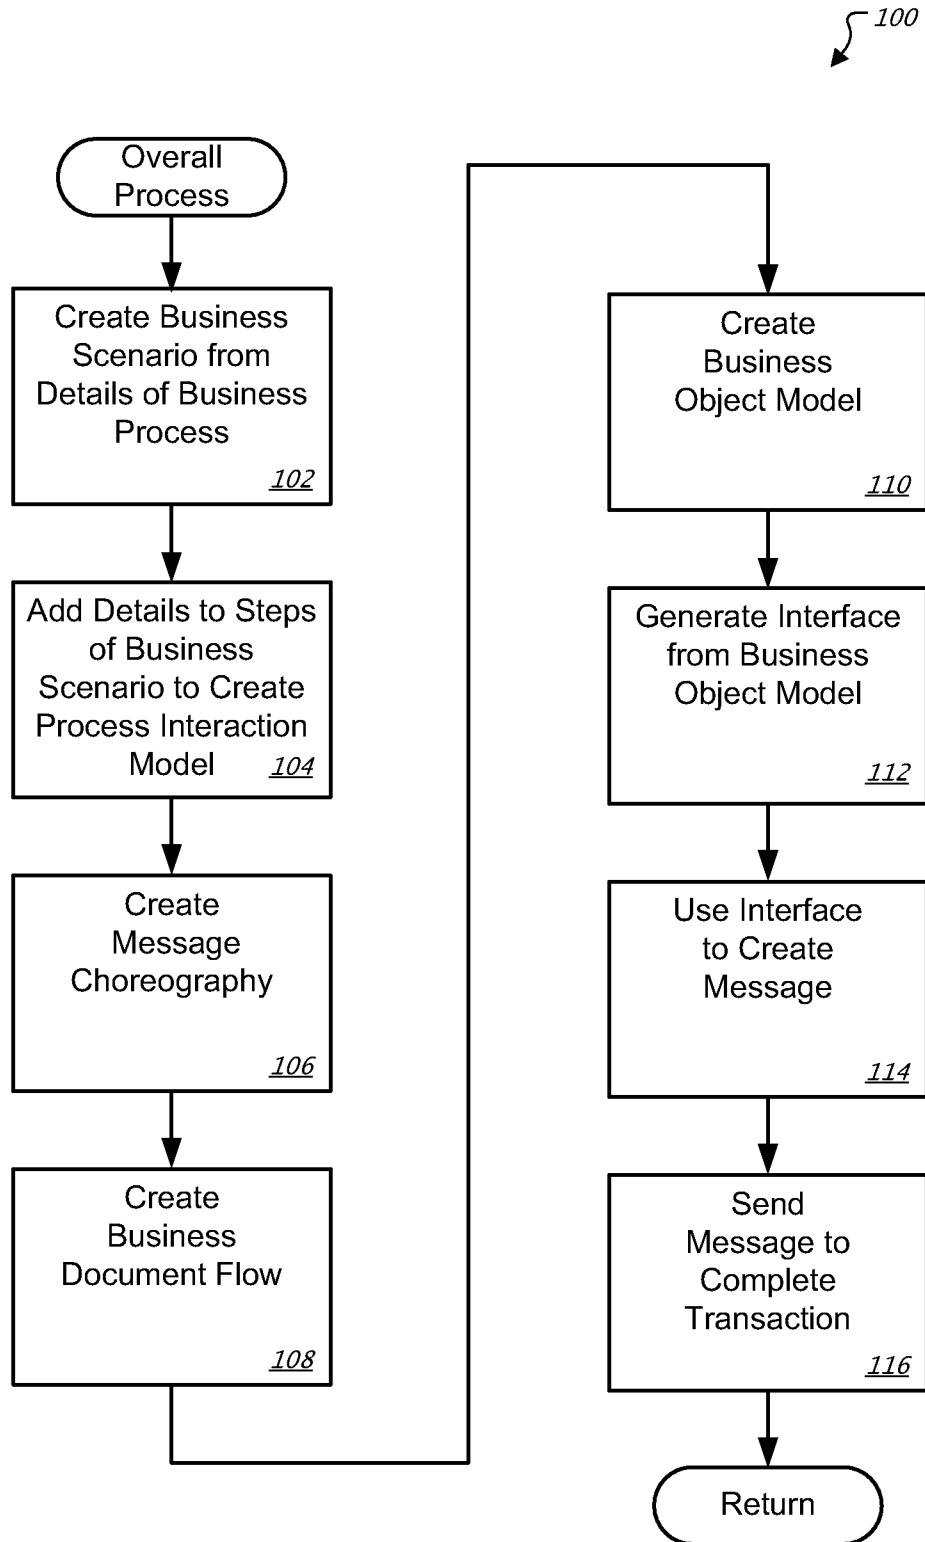 100
Overall
Process
Create Business
Scenario from
Details of Business
Process
102
Add Details to Steps
of Business
Scenario to Create
Process Interaction
Model 104
Create
Message
Choreography
106
Create
Business
Document Flow
108
Create
Business
Object Model
110
Generate Interface
from Business
Object Model
112
Use Interface
to Create
Message
114
Send
Message to
Complete
Transaction
116
Return